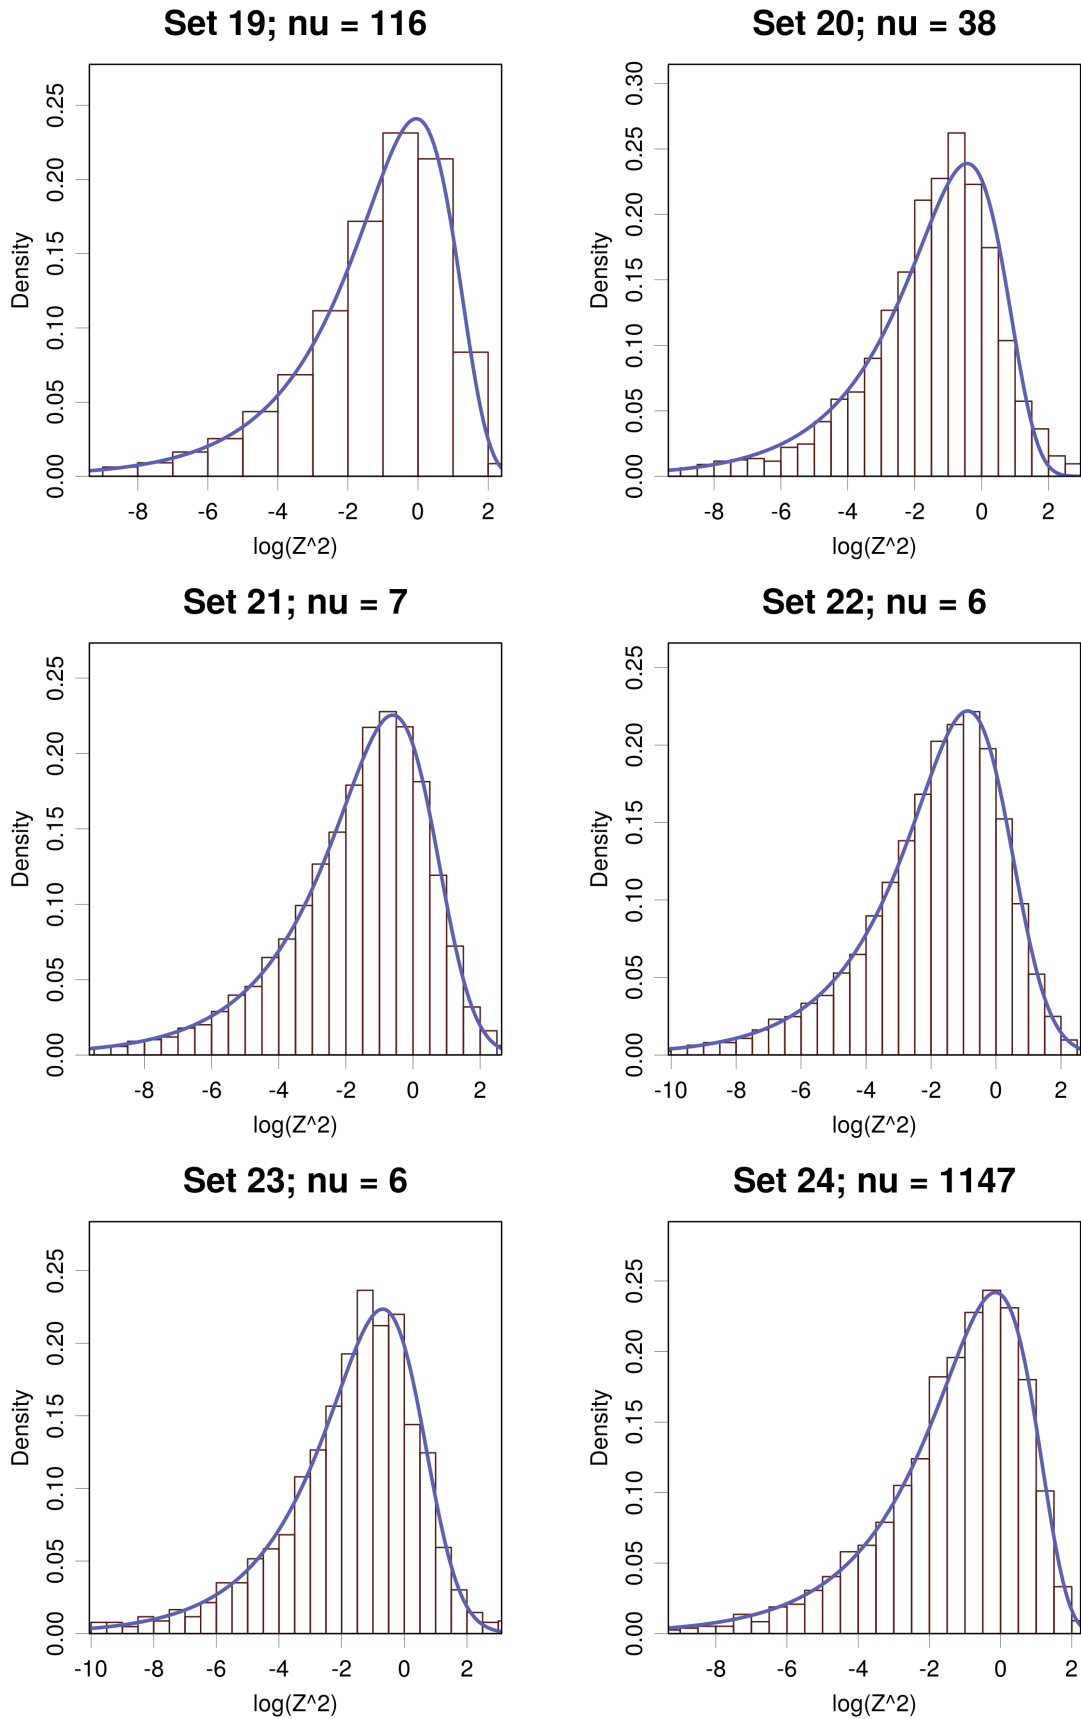 Set 19; nu = 116
Density
0.00 0.05 0.10 0.15 0.20 0.25
-8 -6 -4 -2 0 2
log(Z^2)
Set 20; nu = 38
Density
0.00 0.05 0.10 0.15 0.20 0.25 0.30
-8 -6 -4 -2 0 2
log(Z^2)
Set 21; nu = 7
Density
0.00 0.05 0.10 0.15 0.20 0.25
-8 -6 -4 -2 0 2
log(Z^2)
Set 22; nu = 6
Density
0.00 0.05 0.10 0.15 0.20 0.25
-10 -8 -6 -4 -2 0 2
log(Z^2)
Set 23; nu = 6
Density
0.00 0.05 0.10 0.15 0.20 0.25
-10 -8 -6 -4 -2 0 2
log(Z^2)
Set 24; nu = 1147
Density
0.00 0.05 0.10 0.15 0.20 0.25
-8 -6 -4 -2 0 2
log(Z^2)